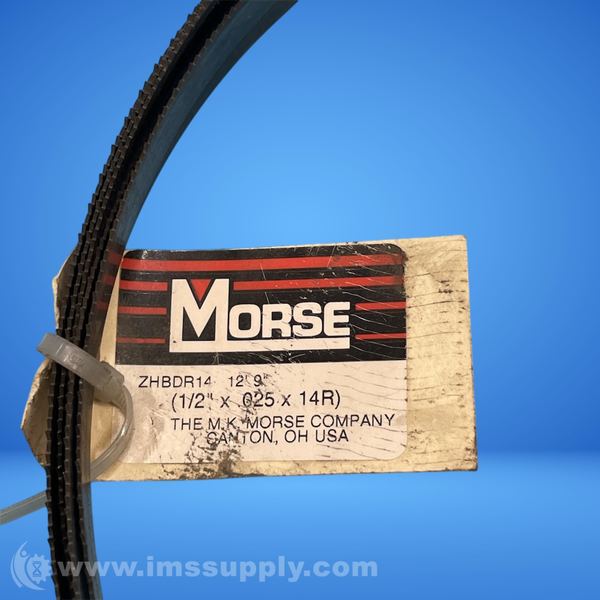 MORSE
ZHBDR14 12' 9"
(1/2" x .025 x 14R)
THE M.K. MORSE COMPANY
CANTON, OH USA
www.imssupply.com